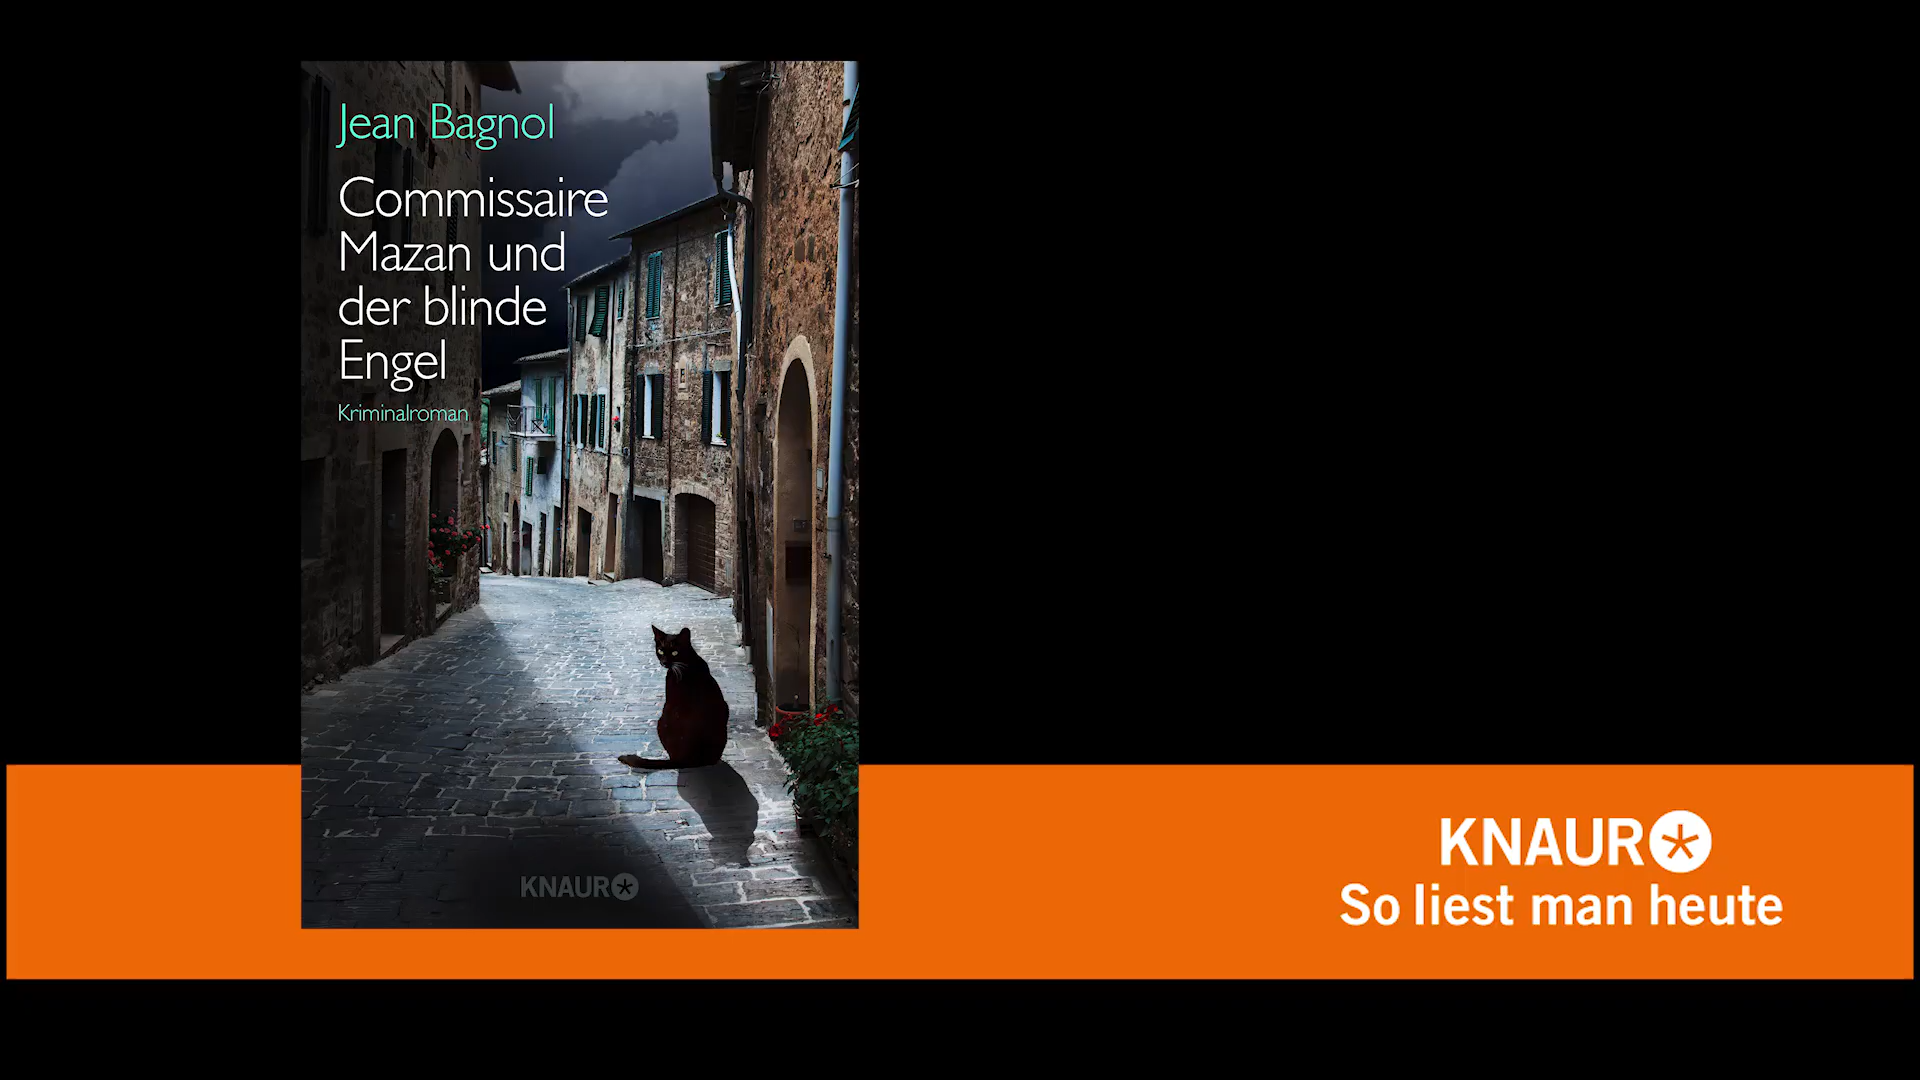 Jean Bagnol
Commissaire
Mazan und
der blinde
Engel
Kriminalroman
KNAUR
KNAUR
So liest man heute